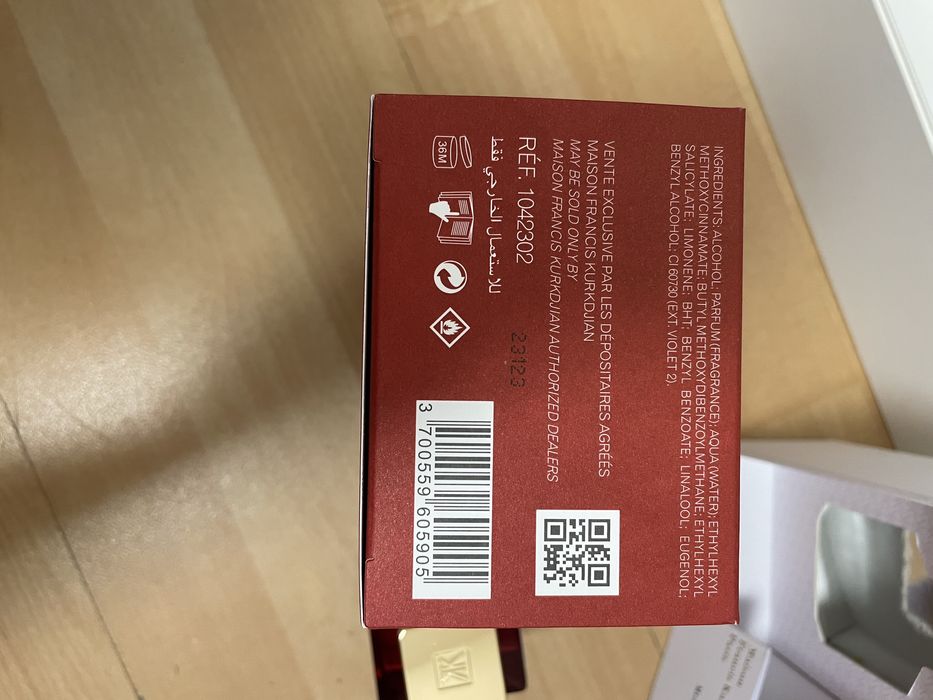 INGREDIENTS: ALCOHOL; PARFUM (FRAGRANCE); AQUA (WATER); ETHYLHEXYL
METHOXYCINNAMATE; BUTYL METHOXYDIBENZOYLMETHANE; ETHYLHEXYL
SALICYLATE; LIMONENE; BHT; BENZYL BENZOATE; LINALOOL; EUGENOL;
BENZYL ALCOHOL; CI 60730 (EXT. VIOLET 2).
VENTE EXCLUSIVE PAR LES DÉPOSITAIRES AGRÉÉS
MAISON FRANCIS KURKDJIAN
MAY BE SOLD ONLY BY
MAISON FRANCIS KURKDJIAN AUTHORIZED DEALERS
RÉF. 1042302
23123
للاستعمال الخارجي فقط
36M
3 700559 605905